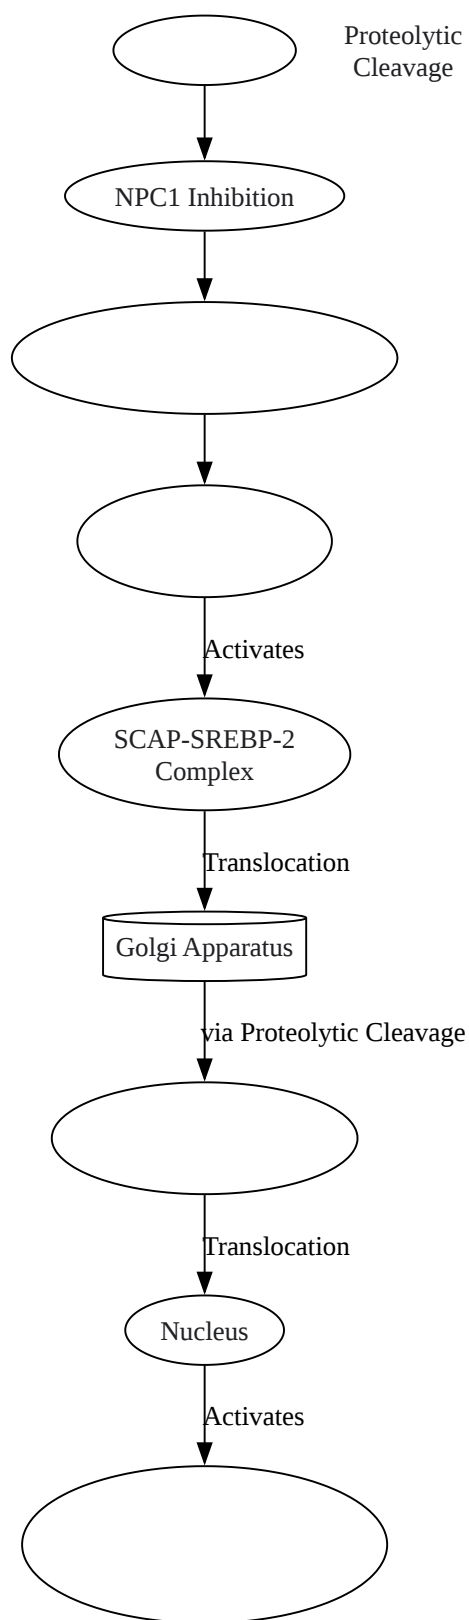 Proteolytic
Cleavage
NPC1 Inhibition
Activates
SCAP-SREBP-2
Complex
Translocation
Golgi Apparatus
via Proteolytic Cleavage
Translocation
Nucleus
Activates